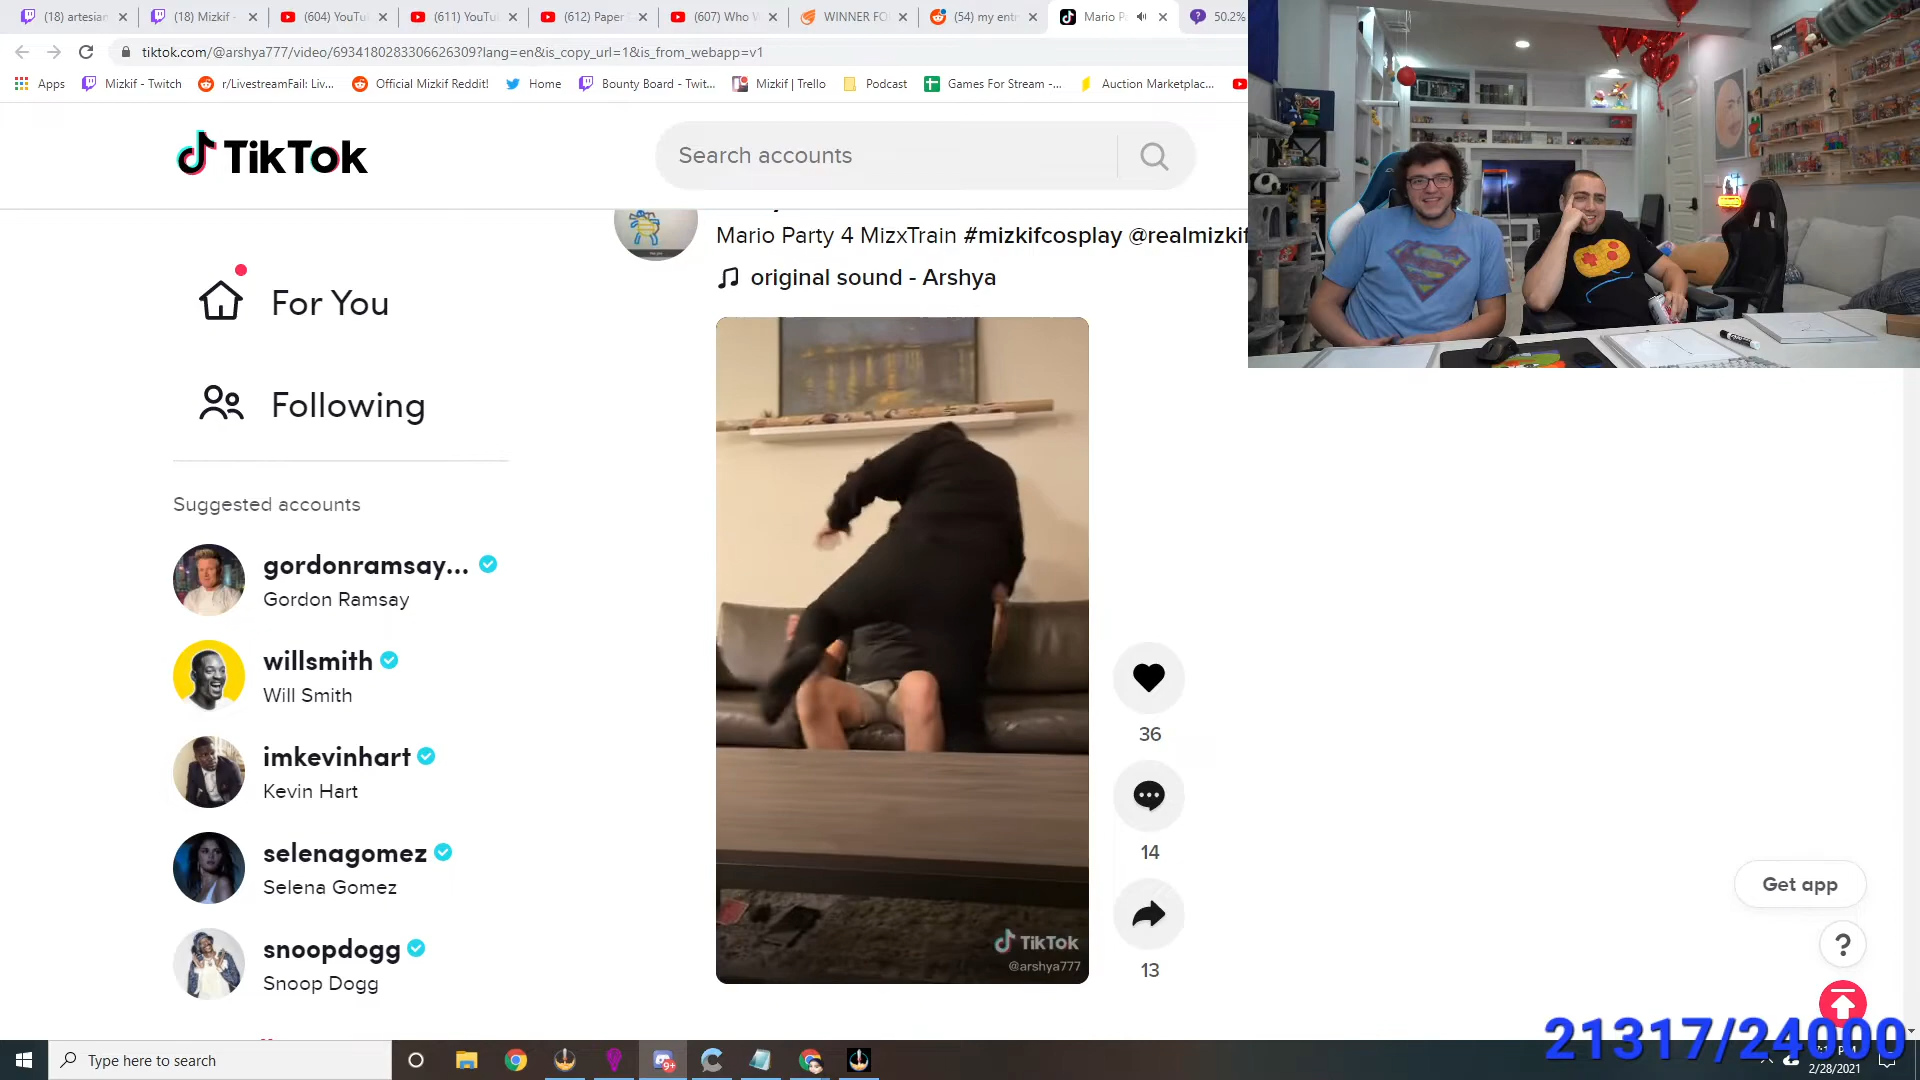 (18) artesian
(18) Mizkif -
(604) YouTu
(611) YouTu
(612) Paper
(607) Who W
WINNER FO
(54) my entr
Mario P
50.2%
tiktok.com/@arshya777/video/6934180283306626309?lang=en&is_copy_url=1&is_from_webapp=v1
Apps
Mizkif - Twitch
r/LivestreamFail: Liv...
Official Mizkif Reddit!
Home
Bounty Board - Twit...
Mizkif | Trello
Podcast
Games For Stream -...
Auction Marketplac...
TikTok
Search accounts
Mario Party 4 MizxTrain #mizkifcosplay @realmizkif
original sound - Arshya
For You
Following
Suggested accounts
gordonramsay...
Gordon Ramsay
willsmith
Will Smith
imkevinhart
Kevin Hart
selenagomez
Selena Gomez
snoopdogg
Snoop Dogg
36
14
13
TikTok
@arshya777
Get app
?
21317/24000
Type here to search
9+
2/28/2021